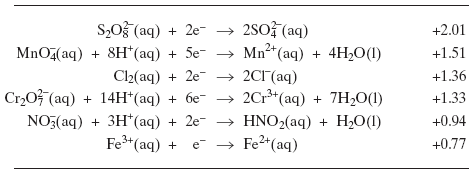 S₂O₈²⁻(aq) + 2e⁻ → 2SO₄²⁻(aq) +2.01
MnO₄⁻(aq) + 8H⁺(aq) + 5e⁻ → Mn²⁺(aq) + 4H₂O(l) +1.51
Cl₂(aq) + 2e⁻ → 2Cl⁻(aq) +1.36
Cr₂O₇²⁻(aq) + 14H⁺(aq) + 6e⁻ → 2Cr³⁺(aq) + 7H₂O(l) +1.33
NO₃⁻(aq) + 3H⁺(aq) + 2e⁻ → HNO₂(aq) + H₂O(l) +0.94
Fe³⁺(aq) + e⁻ → Fe²⁺(aq) +0.77